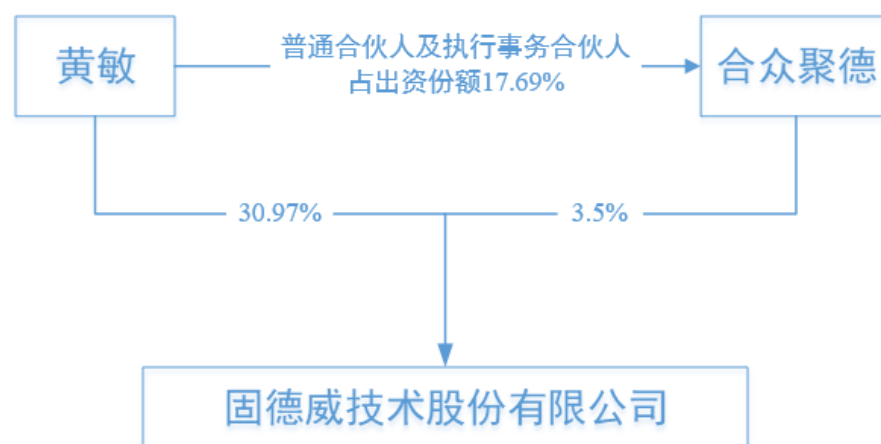 黄敏
普通合伙人及执行事务合伙人
占出资份额17.69%
合众聚德
30.97%
3.5%
固德威技术股份有限公司